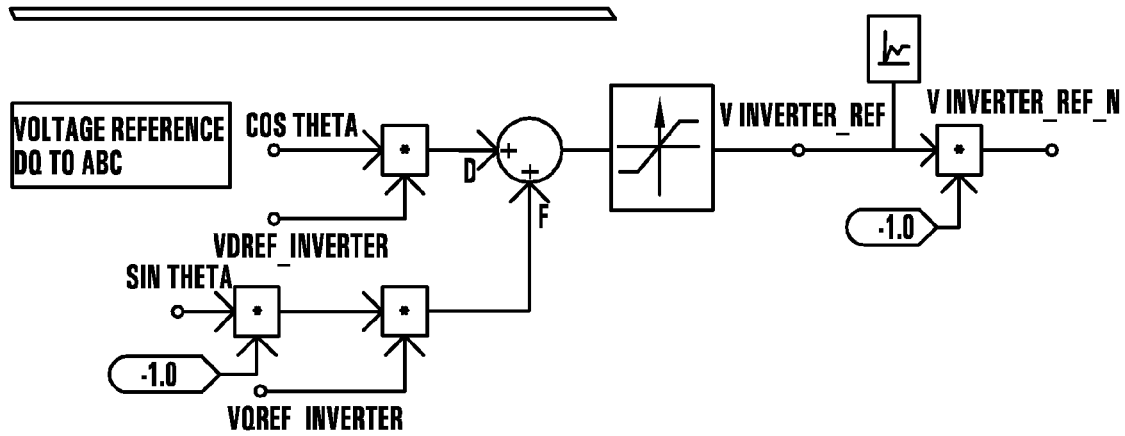 VOLTAGE REFERENCE
DQ TO ABC
COS THETA
*
D
+
+
F
V INVERTER_REF
V INVERTER_REF_N
*
-1.0
VDREF_INVERTER
SIN THETA
*
*
-1.0
VQREF_INVERTER